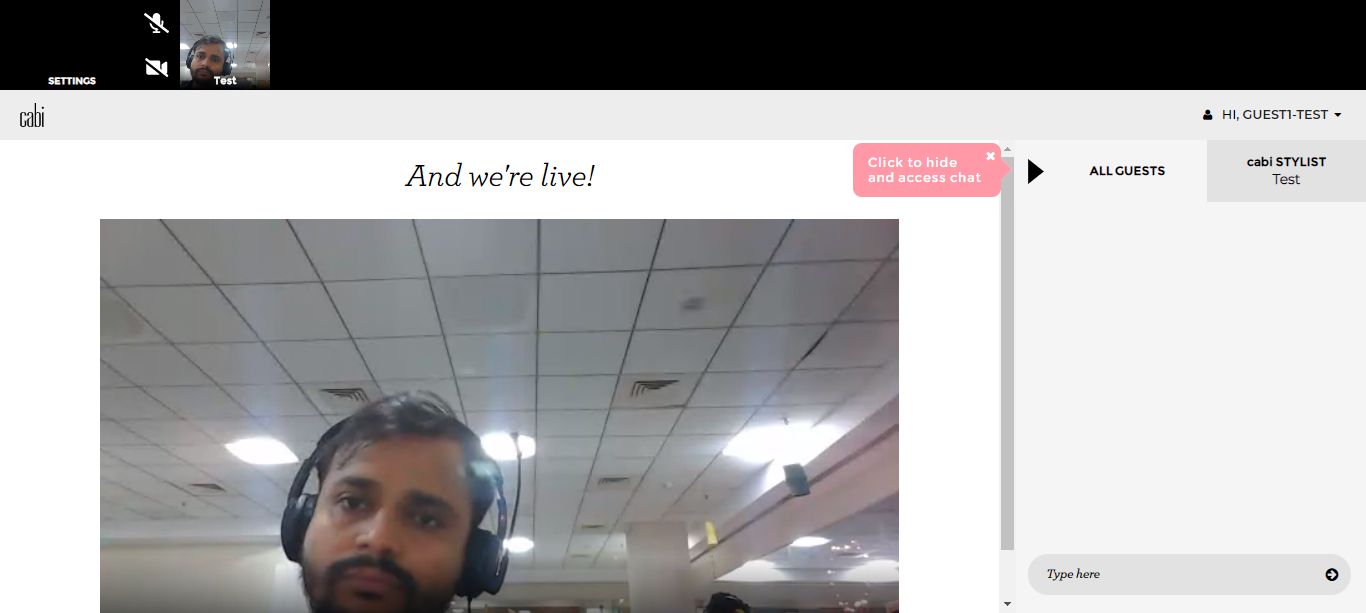 SETTINGS
Test
cabi
HI, GUEST1-TEST
And we're live!
Click to hide
and access chat
ALL GUESTS
cabi STYLIST
Test
Type here